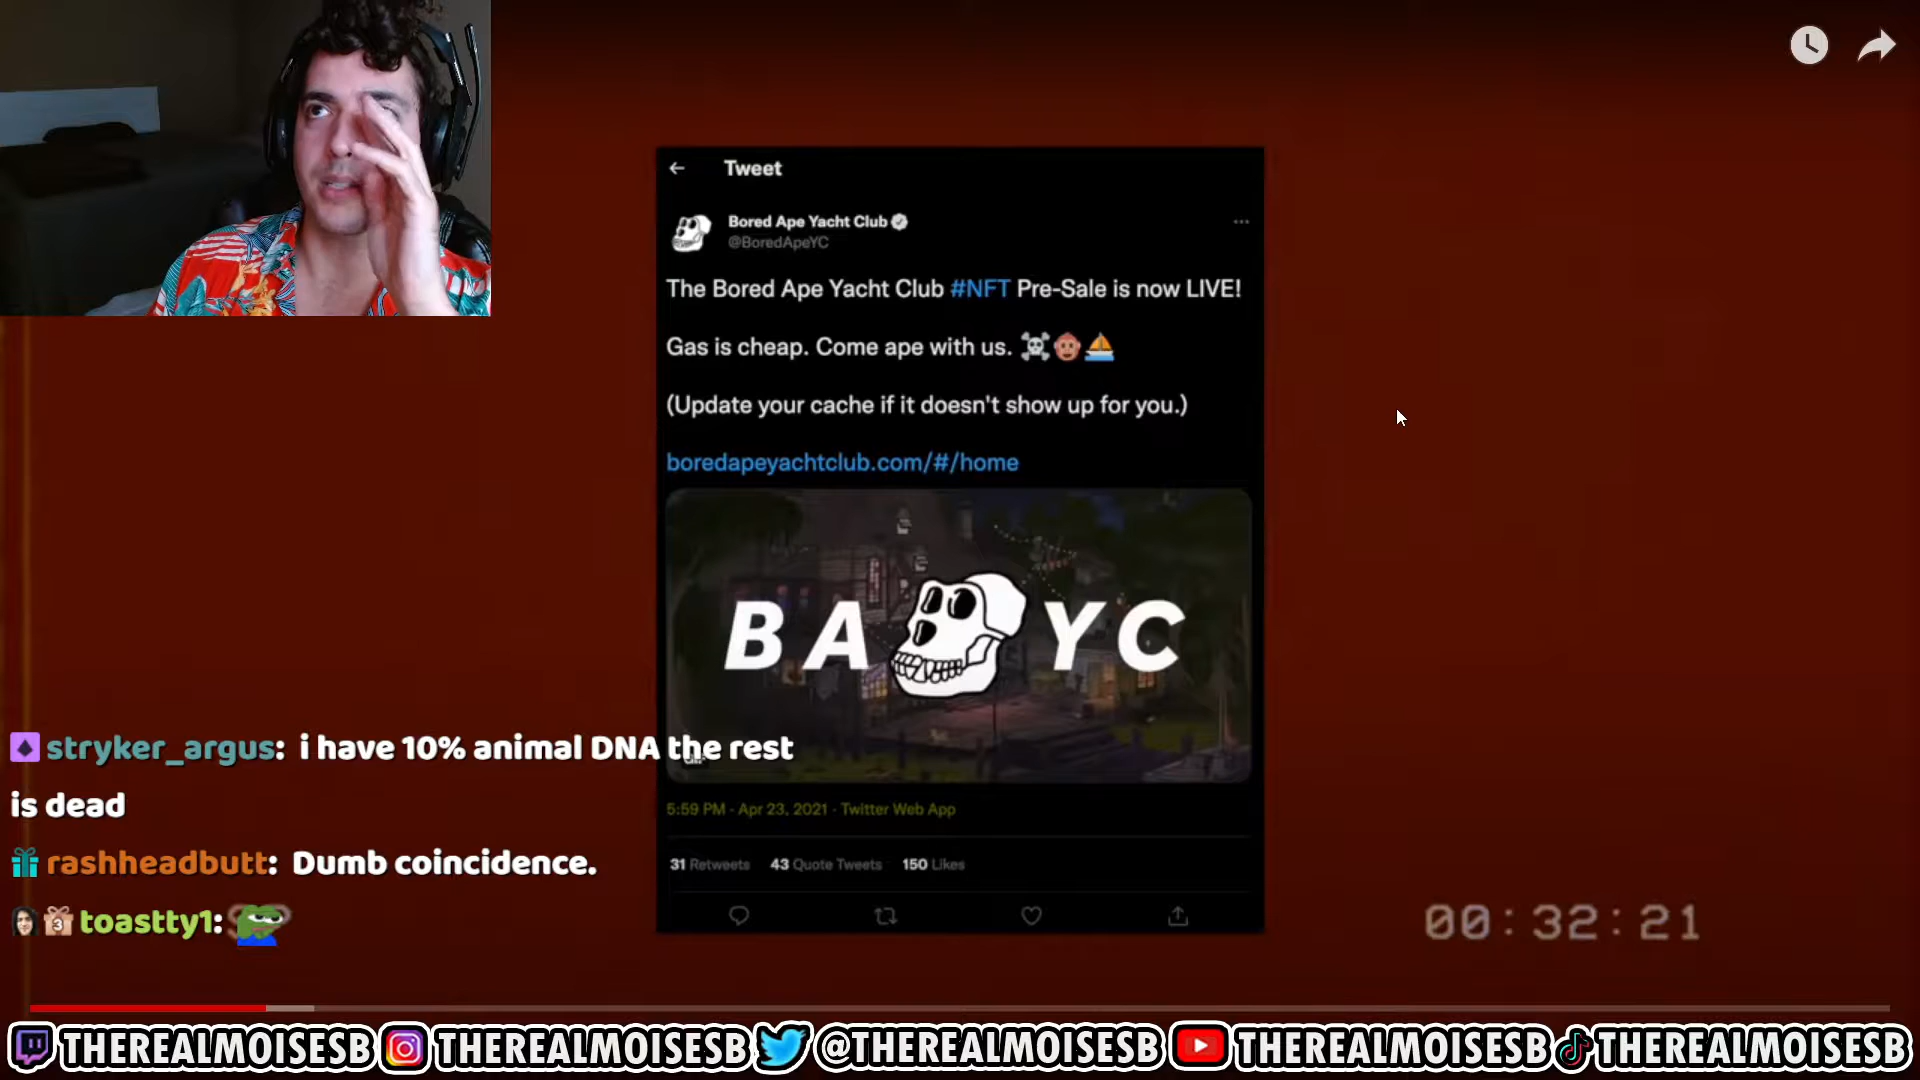 Tweet
Bored Ape Yacht Club
@BoredApeYC
The Bored Ape Yacht Club #NFT Pre-Sale is now LIVE!
Gas is cheap. Come ape with us. ☠️🐵⛵
(Update your cache if it doesn't show up for you.)
boredapeyachtclub.com/#/home
BA YC
5:59 PM · Apr 23, 2021 · Twitter Web App
31 Retweets 43 Quote Tweets 150 Likes
stryker_argus: i have 10% animal DNA the rest
is dead
rashheadbutt: Dumb coincidence.
3 toastty1:
00:32:21
THEREALMOISESB THEREALMOISESB @THEREALMOISESB THEREALMOISESB THEREALMOISESB